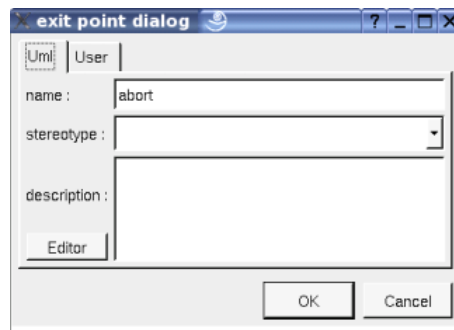 exit point dialog
Uml User
name : abort
stereotype :
description :
Editor
OK Cancel